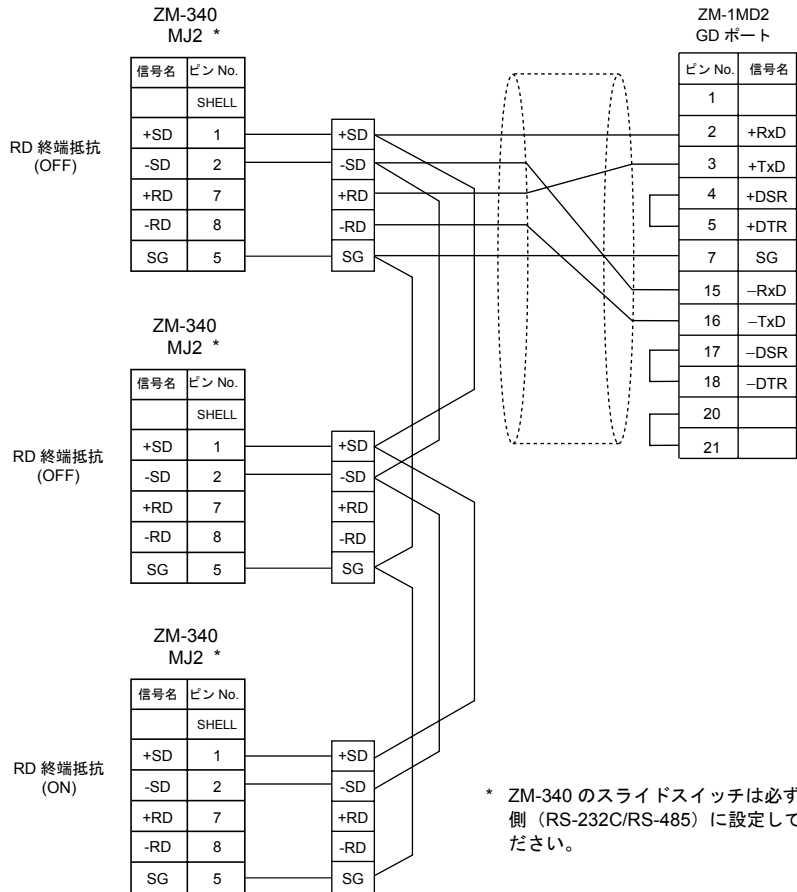 ZM-340
MJ2 *
信号名 ピン No.
SHELL
+SD 1
-SD 2
+RD 7
-RD 8
SG 5
RD 終端抵抗
(OFF)
+SD
-SD
+RD
-RD
SG
ZM-1MD2
GD ポート
ピン No. 信号名
1
2 +RxD
3 +TxD
4 +DSR
5 +DTR
7 SG
15 −RxD
16 −TxD
17 −DSR
18 −DTR
20
21
ZM-340
MJ2 *
信号名 ピン No.
SHELL
+SD 1
-SD 2
+RD 7
-RD 8
SG 5
RD 終端抵抗
(OFF)
+SD
-SD
+RD
-RD
SG
ZM-340
MJ2 *
信号名 ピン No.
SHELL
+SD 1
-SD 2
+RD 7
-RD 8
SG 5
RD 終端抵抗
(ON)
+SD
-SD
+RD
-RD
SG
* ZM-340 のスライドスイッチは必ず
側（RS-232C/RS-485）に設定して
ださい。